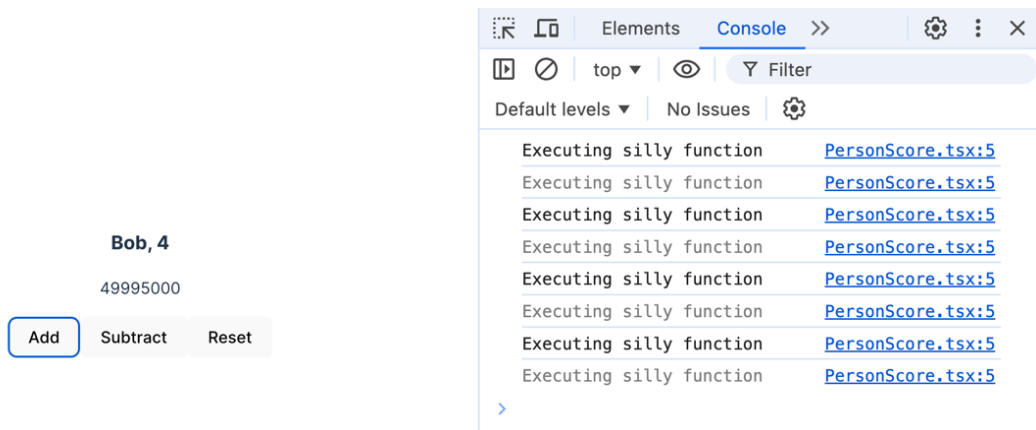 Bob, 4
49995000
Add Subtract Reset
Elements Console
top Filter
Default levels No Issues
Executing silly function PersonScore.tsx:5
Executing silly function PersonScore.tsx:5
Executing silly function PersonScore.tsx:5
Executing silly function PersonScore.tsx:5
Executing silly function PersonScore.tsx:5
Executing silly function PersonScore.tsx:5
Executing silly function PersonScore.tsx:5
Executing silly function PersonScore.tsx:5